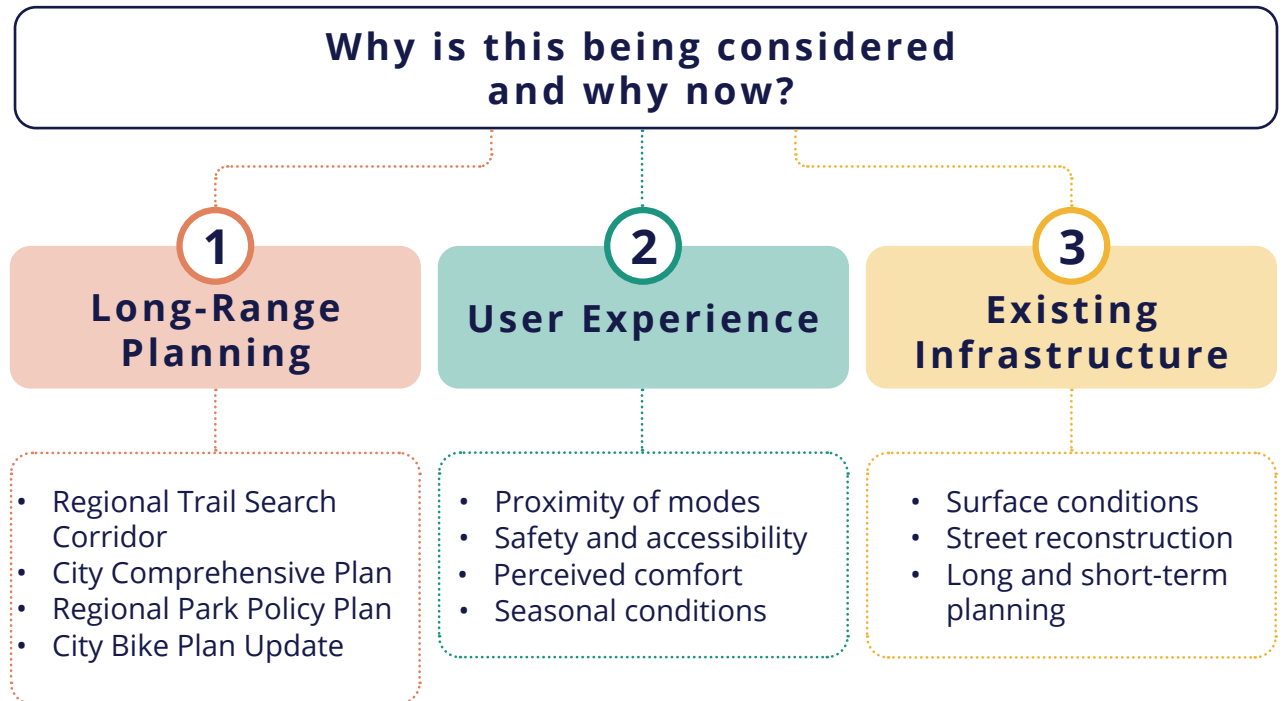 Why is this being considered
and why now?
1
Long-Range
Planning
• Regional Trail Search
Corridor
• City Comprehensive Plan
• Regional Park Policy Plan
• City Bike Plan Update
2
User Experience
• Proximity of modes
• Safety and accessibility
• Perceived comfort
• Seasonal conditions
3
Existing
Infrastructure
• Surface conditions
• Street reconstruction
• Long and short-term
planning